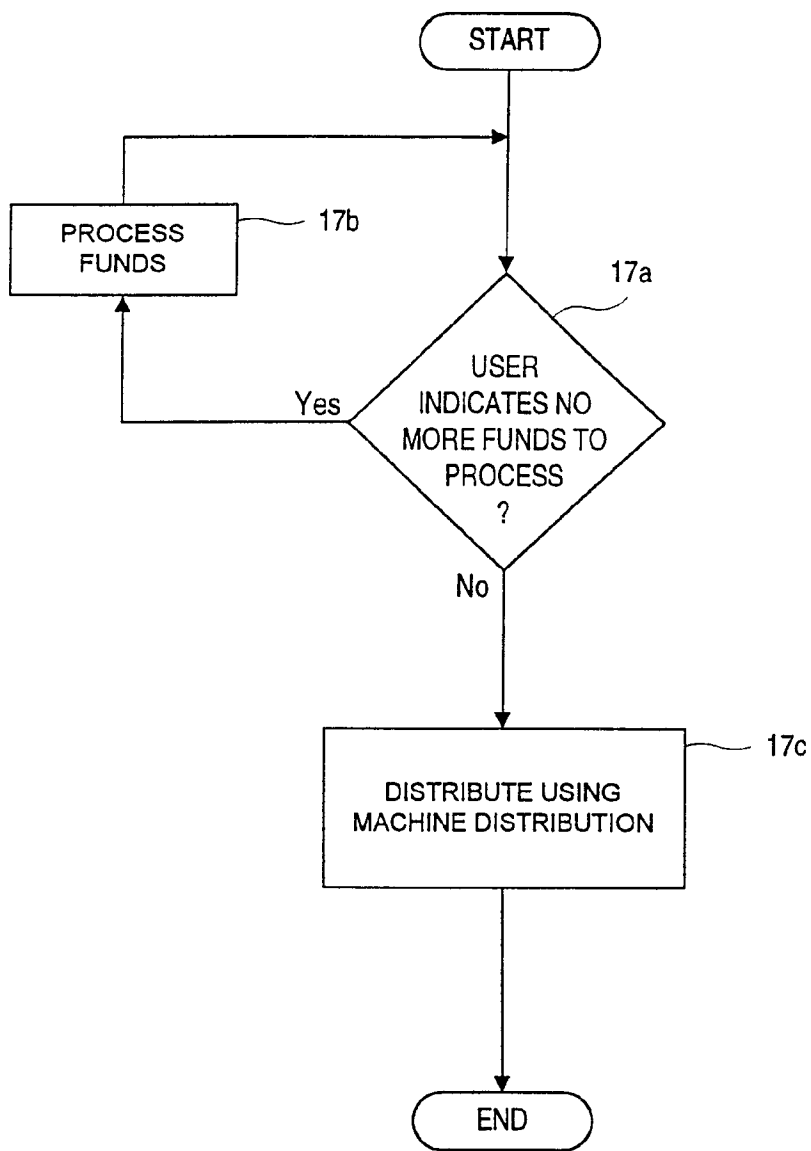 START
PROCESS
FUNDS
17b
17a
USER
INDICATES NO
MORE FUNDS TO
PROCESS
?
Yes
No
17c
DISTRIBUTE USING
MACHINE DISTRIBUTION
END